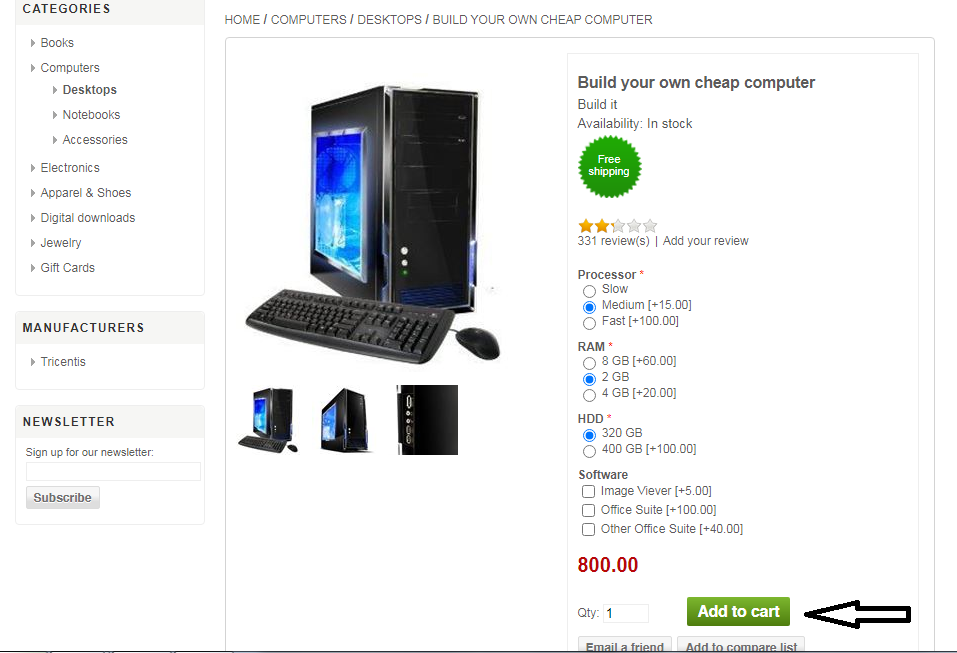 CATEGORIES
Books
Computers
Desktops
Notebooks
Accessories
Electronics
Apparel & Shoes
Digital downloads
Jewelry
Gift Cards
MANUFACTURERS
Tricentis
NEWSLETTER
Sign up for our newsletter:
Subscribe
HOME / COMPUTERS / DESKTOPS / BUILD YOUR OWN CHEAP COMPUTER
Build your own cheap computer
Build it
Availability: In stock
Free
shipping
331 review(s) | Add your review
Processor *
Slow
Medium [+15.00]
Fast [+100.00]
RAM *
8 GB [+60.00]
2 GB
4 GB [+20.00]
HDD *
320 GB
400 GB [+100.00]
Software
Image Viever [+5.00]
Office Suite [+100.00]
Other Office Suite [+40.00]
800.00
Qty: 1 Add to cart
Email a friend Add to compare list